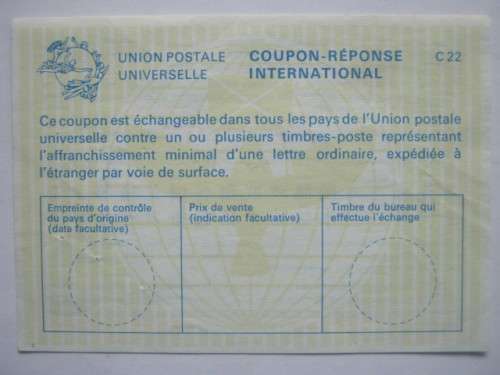 UNION POSTALE UNIVERSELLE
COUPON-RÉPONSE INTERNATIONAL
C 22
Ce coupon est échangeable dans tous les pays de l'Union postale
universelle contre un ou plusieurs timbres-poste représentant
l'affranchissement minimal d'une lettre ordinaire, expédiée à
l'étranger par voie de surface.
Empreinte de contrôle
du pays d'origine
(date facultative)
Prix de vente
(indication facultative)
Timbre du bureau qui
effectue l'échange